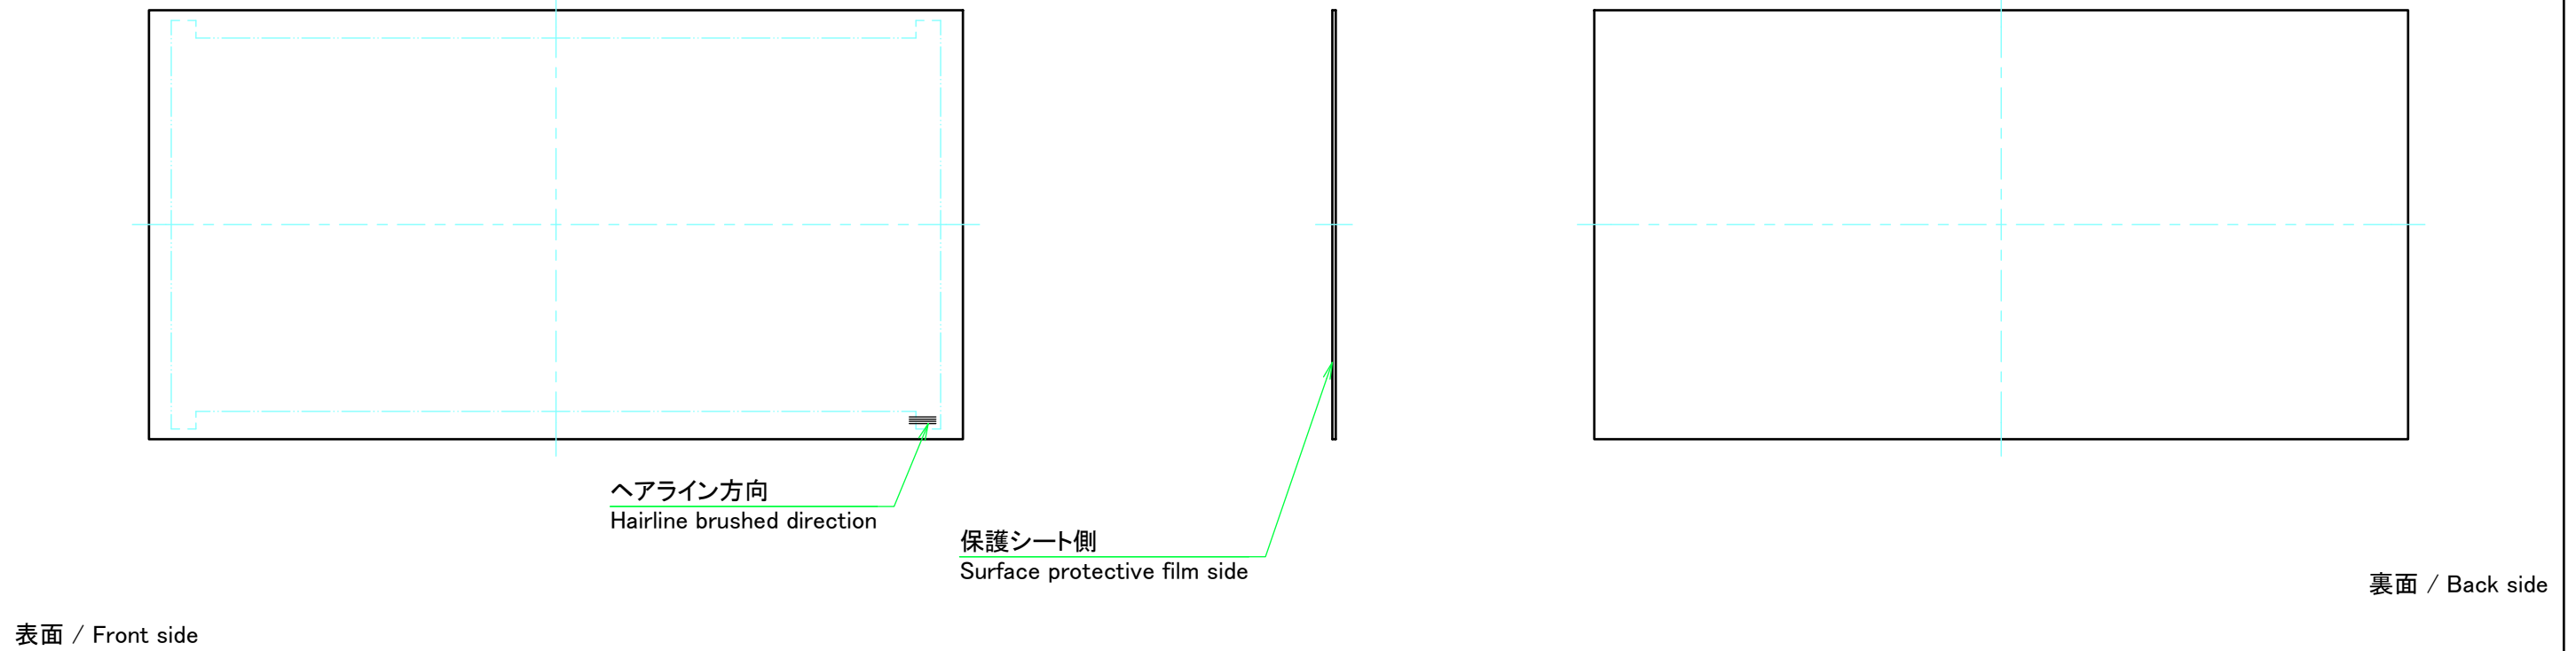 ヘアライン方向
Hairline brushed direction
保護シート側
Surface protective film side
裏面 / Back side
表面 / Front side